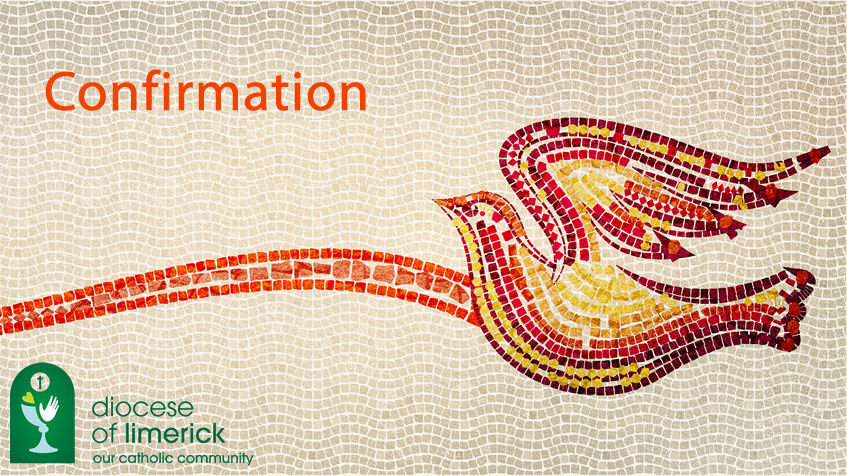 Confirmation
diocese
of limerick
our catholic community